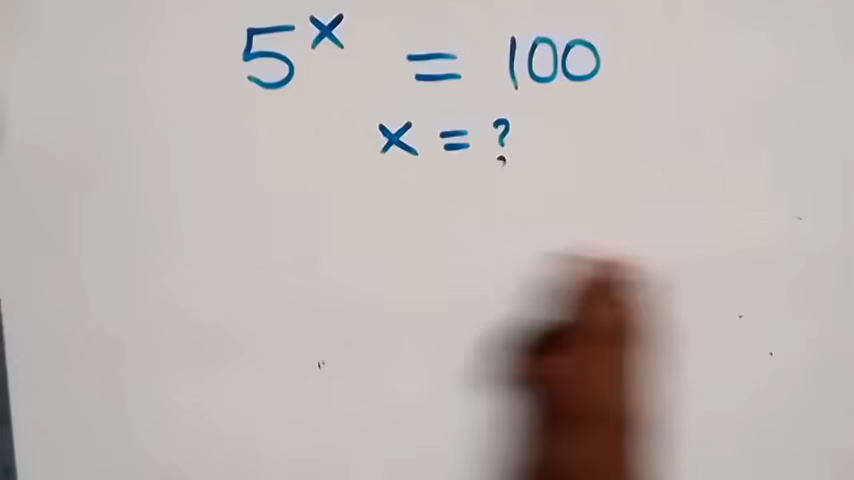 5^x = 100
x = ?